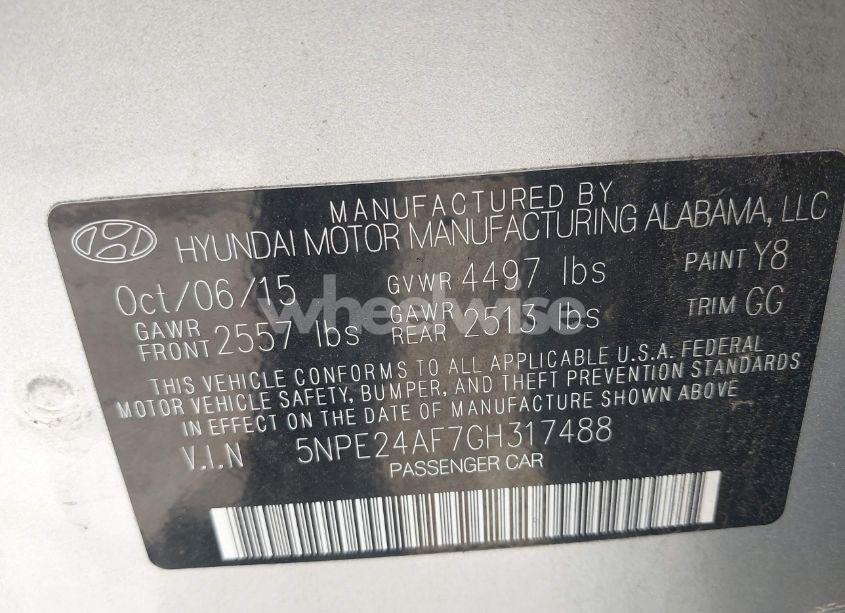 MANUFACTURED BY
HYUNDAI MOTOR MANUFACTURING ALABAMA, LLC
Oct/06/15 GVWR 4497 lbs PAINT Y8
GAWR FRONT 2557 lbs GAWR REAR 2513 lbs TRIM GG
THIS VEHICLE CONFORMS TO ALL APPLICABLE U.S.A. FEDERAL
MOTOR VEHICLE SAFETY, BUMPER, AND THEFT PREVENTION STANDARDS
IN EFFECT ON THE DATE OF MANUFACTURE SHOWN ABOVE
V.I.N 5NPE24AF7GH317488
PASSENGER CAR
wheelwise